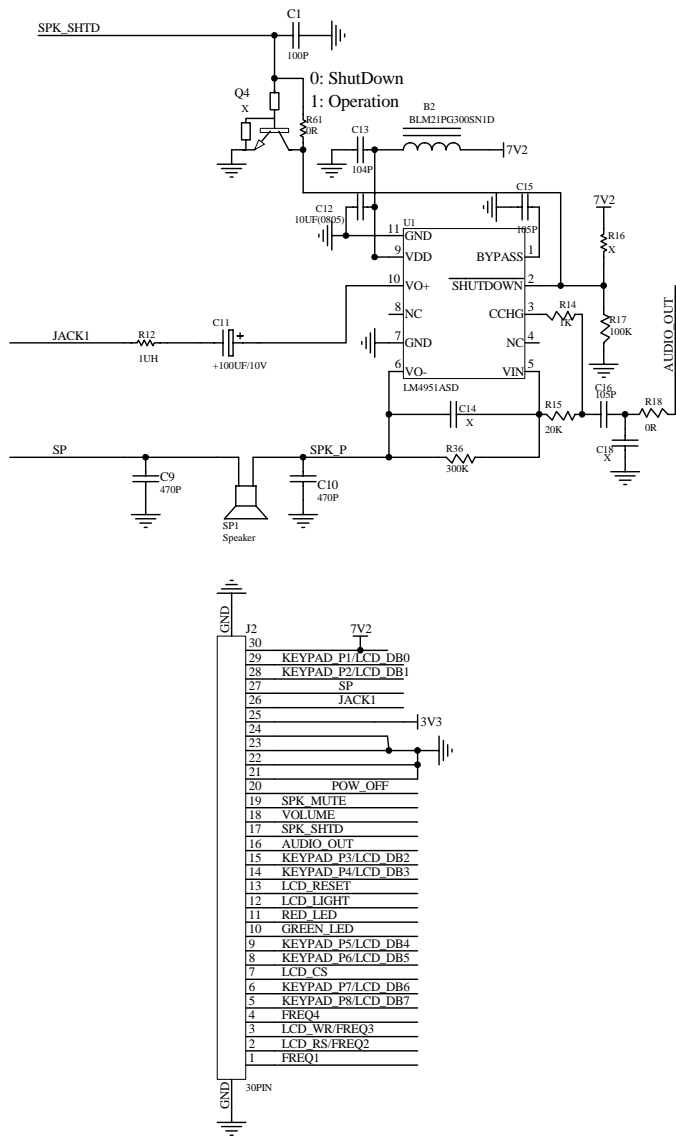 SPK_SHTD
C1
100P
0: ShutDown
1: Operation
Q4
X
R61
0R
B2
BLM21PG300SN1D
C13
104P
7V2
C12
10UF(0805)
U1
C15
105P
7V2
R16
X
11 GND
9 VDD
BYPASS 1
10 VO+
SHUTDOWN 2
8 NC
CCHG 3
R14
1K
R17
100K
AUDIO_OUT
7 GND
NC 4
6 VO-
VIN 5
LM4951ASD
JACK1
R12
1UH
C11
+
+100UF/10V
C14
X
R15
20K
C16
105P
R18
0R
C18
X
SP
SPK_P
R36
300K
C9
470P
C10
470P
SP1
Speaker
GND
J2
7V2
30
29 KEYPAD_P1/LCD_DB0
28 KEYPAD_P2/LCD_DB1
27 SP
26 JACK1
25
3V3
24
23
22
21
20 POW_OFF
19 SPK_MUTE
18 VOLUME
17 SPK_SHTD
16 AUDIO_OUT
15 KEYPAD_P3/LCD_DB2
14 KEYPAD_P4/LCD_DB3
13 LCD_RESET
12 LCD_LIGHT
11 RED_LED
10 GREEN_LED
9 KEYPAD_P5/LCD_DB4
8 KEYPAD_P6/LCD_DB5
7 LCD_CS
6 KEYPAD_P7/LCD_DB6
5 KEYPAD_P8/LCD_DB7
4 FREQ4
3 LCD_WR/FREQ3
2 LCD_RS/FREQ2
1 FREQ1
GND
30PIN